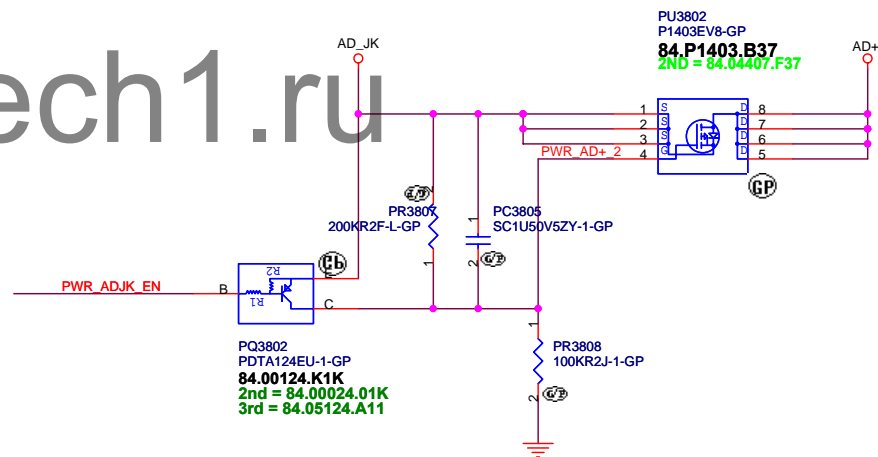 PU3802
P1403EV8-GP
84.P1403.B37
2ND = 84.04407.F37
AD_JK
AD+
ech1.ru
1 S D 8
2 S D 7
3 S D 6
4 G D 5
PWR_AD+_2
GP
2
G/P
PR3807
200KR2F-L-GP
1
1
PC3805
SC1U50V5ZY-1-GP
2
G/P
PWR_ADJK_EN
B
R1
R2
E
C
PQ3802
PDTA124EU-1-GP
84.00124.K1K
2nd = 84.00024.01K
3rd = 84.05124.A11
1
PR3808
100KR2J-1-GP
2
G/P